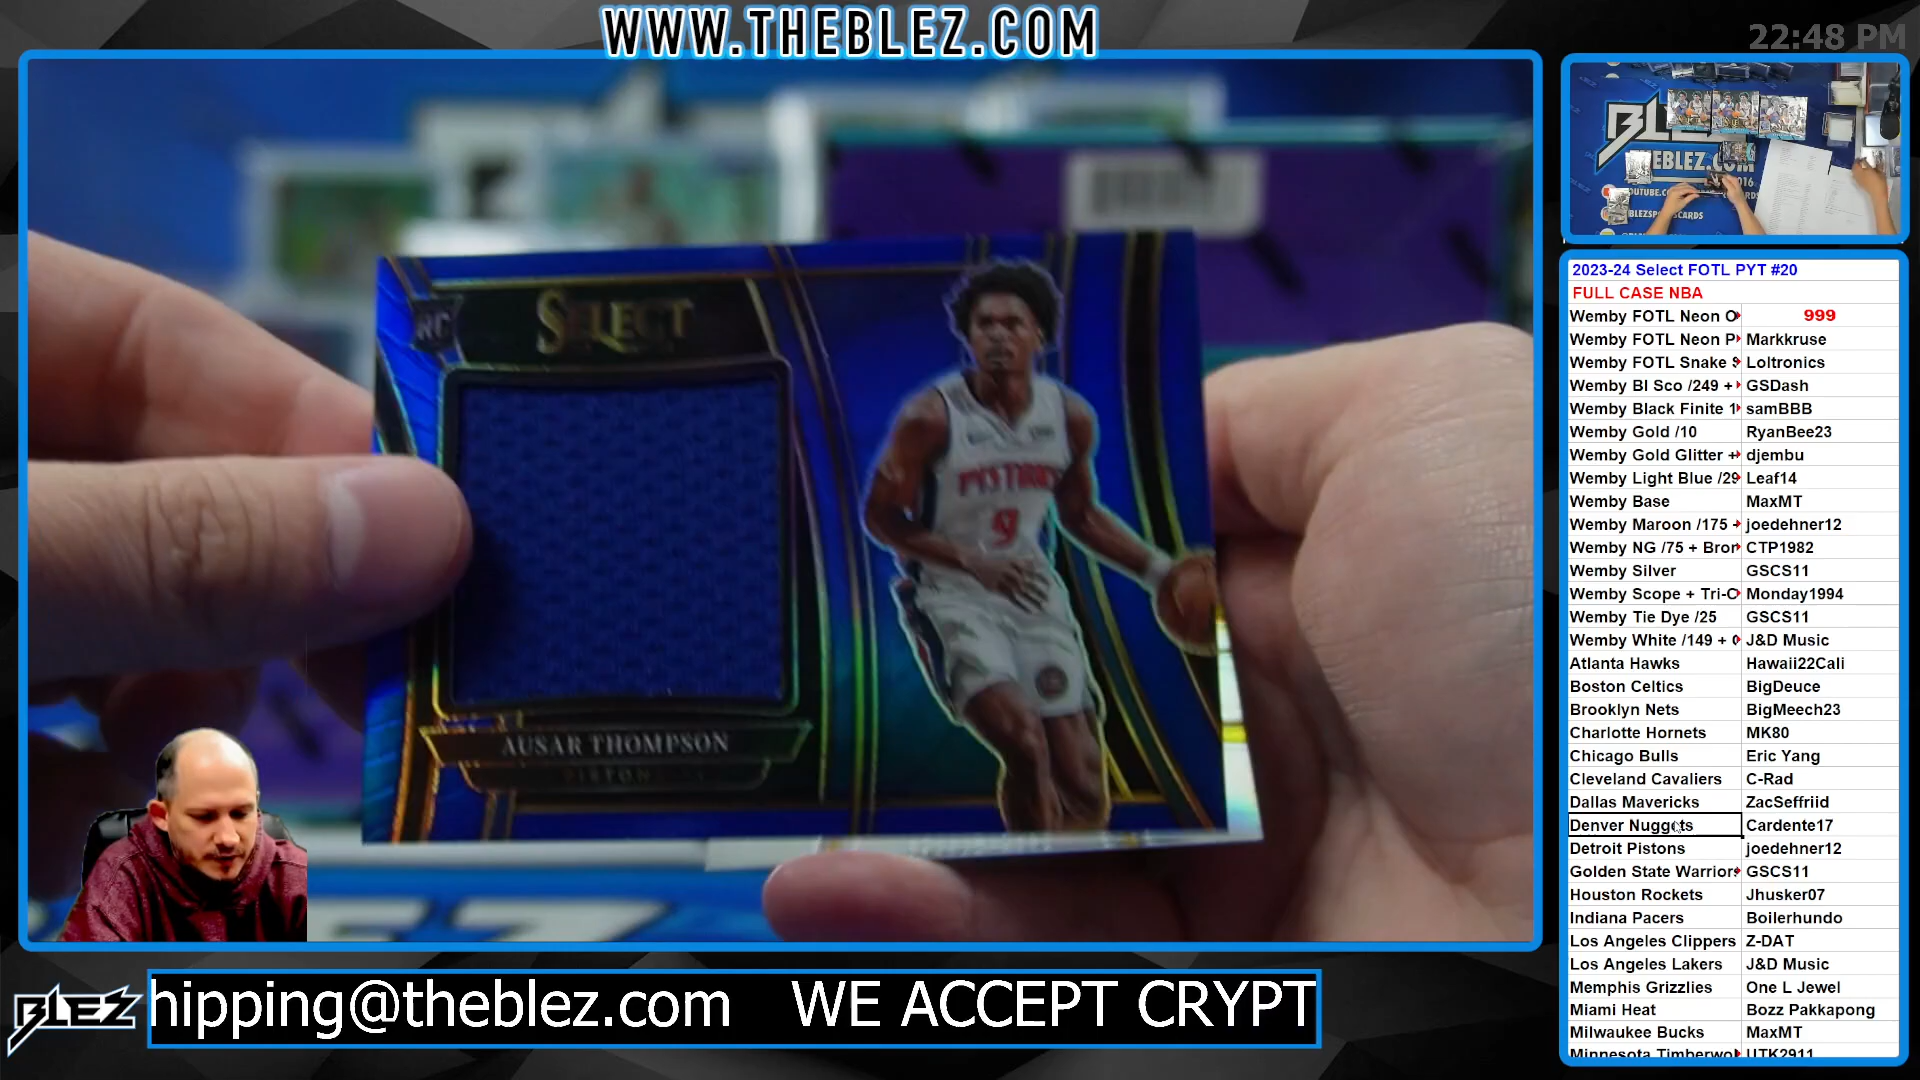 WWW.THEBLEZ.COM
22:48 PM
RC
SELECT
PISTONS
9
AUSAR THOMPSON
BLEZ
THEBLEZ.COM
2023-24 Select FOTL PYT #20
FULL CASE NBA
Wemby FOTL Neon O 999
Wemby FOTL Neon P Markkruse
Wemby FOTL Snake S Loltronics
Wemby Bl Sco /249 + GSDash
Wemby Black Finite 1 samBBB
Wemby Gold /10 RyanBee23
Wemby Gold Glitter + djembu
Wemby Light Blue /29 Leaf14
Wemby Base MaxMT
Wemby Maroon /175 + joedehner12
Wemby NG /75 + Bron CTP1982
Wemby Silver GSCS11
Wemby Scope + Tri-C Monday1994
Wemby Tie Dye /25 GSCS11
Wemby White /149 + J&D Music
Atlanta Hawks Hawaii22Cali
Boston Celtics BigDeuce
Brooklyn Nets BigMeech23
Charlotte Hornets MK80
Chicago Bulls Eric Yang
Cleveland Cavaliers C-Rad
Dallas Mavericks ZacSeffriid
Denver Nuggets Cardente17
Detroit Pistons joedehner12
Golden State Warriors GSCS11
Houston Rockets Jhusker07
Indiana Pacers Boilerhundo
Los Angeles Clippers Z-DAT
Los Angeles Lakers J&D Music
Memphis Grizzlies One L Jewel
Miami Heat Bozz Pakkapong
Milwaukee Bucks MaxMT
Minnesota Timberwol UTK2911
BLEZ
hipping@theblez.com WE ACCEPT CRYPT